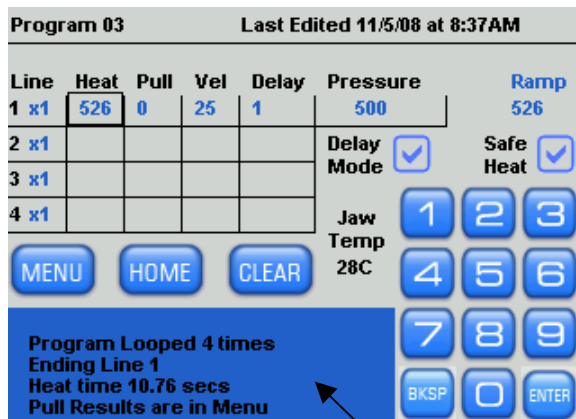 Program 03 Last Edited 11/5/08 at 8:37AM
Line Heat Pull Vel Delay Pressure Ramp
1 x1 526 0 25 1 500 526
2 x1 Delay Mode Safe Heat
3 x1
4 x1 Jaw Temp 28C
1 2 3
MENU HOME CLEAR 4 5 6
7 8 9
Program Looped 4 times
Ending Line 1
Heat time 10.76 secs
Pull Results are in Menu
BKSP 0 ENTER